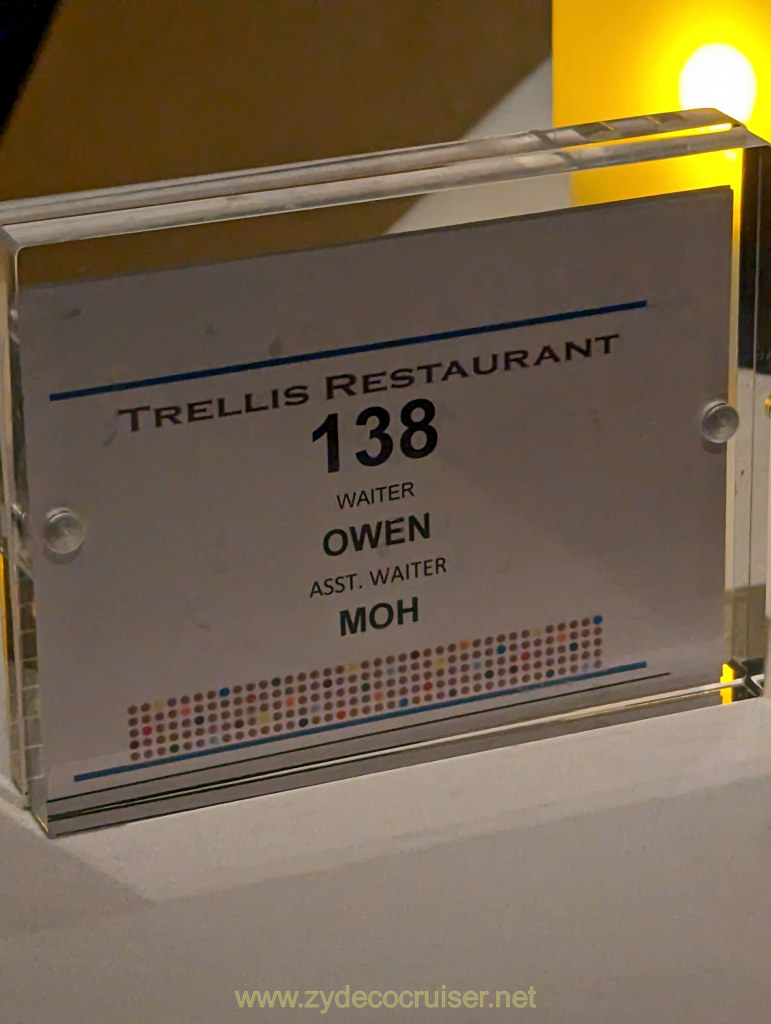 TRELLIS RESTAURANT
138
WAITER
OWEN
ASST. WAITER
MOH
www.zydecocruiser.net